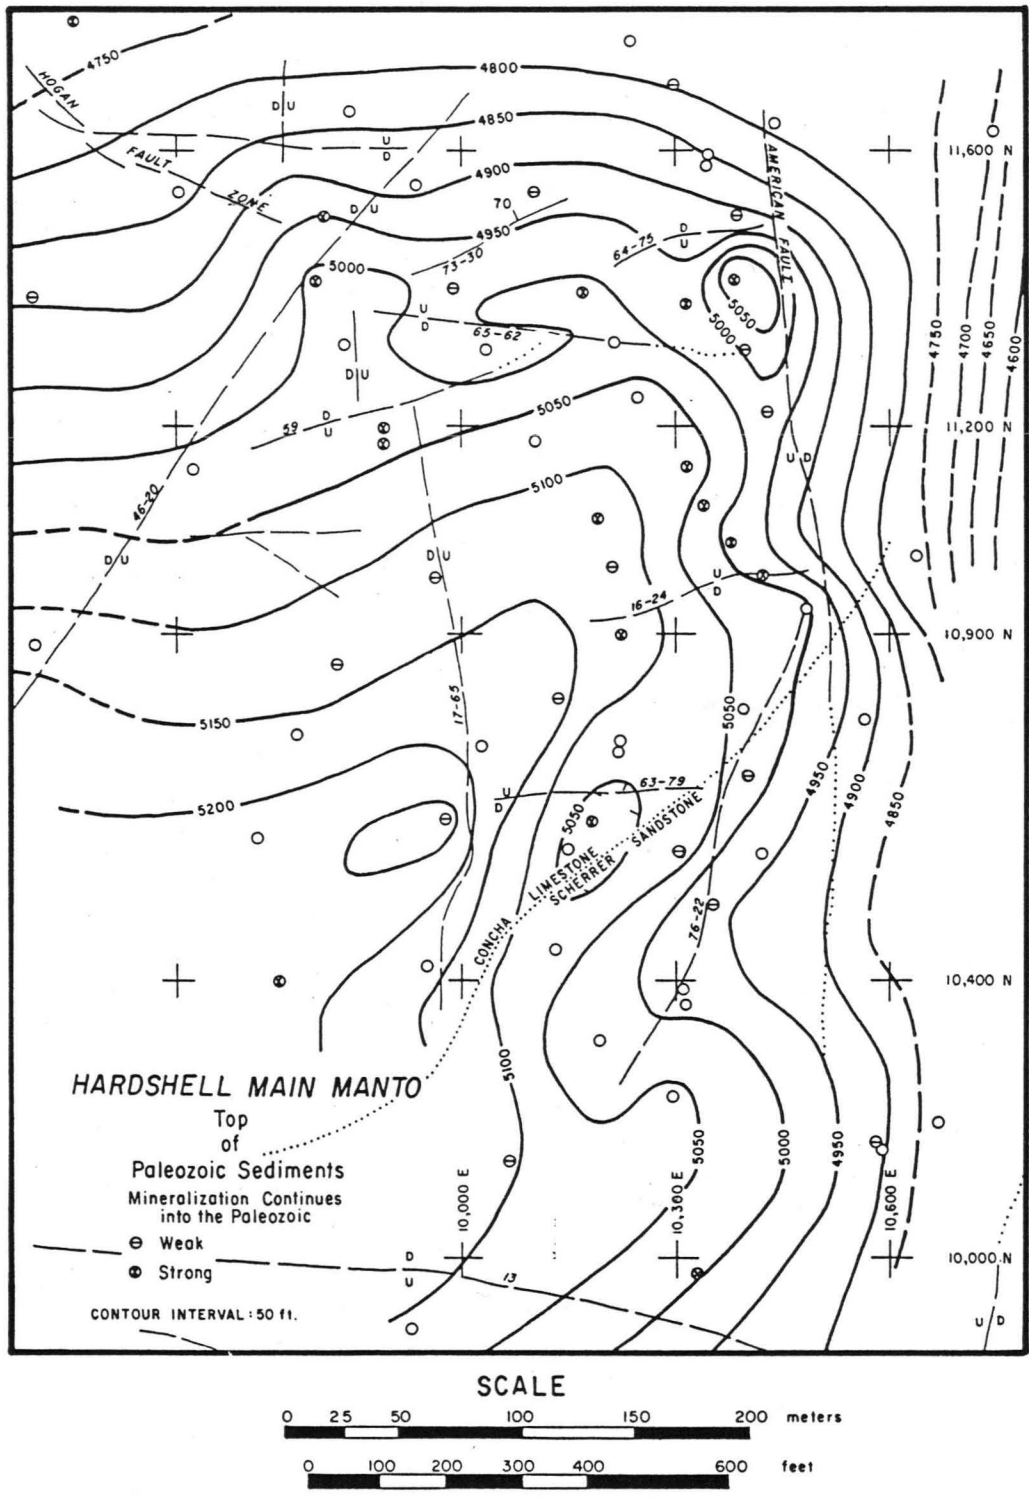 4750
HOGAN
FAULT
ZONE
4800
4850
4900
4950
5000
D U
U
D
D U
70
73-30
64-75
D
U
AMERICAN FAULT
5050
5000
11,600 N
4750
4700
4650
4600
U
D
65-62
D U
59
D
U
5050
11,200 N
U D
46-20
5100
D U
D U
U
D
16-24
10,900 N
5150
17-65
5050
4950
4900
4850
5200
U
D
63-79
5050
LIMESTONE
SANDSTONE
SCHERRER
CONCHA
76-22
10,400 N
5100
HARDSHELL MAIN MANTO
Top
of
Paleozoic Sediments
Mineralization Continues
into the Paleozoic
Weak
Strong
CONTOUR INTERVAL: 50 ft.
5050
5000
4950
10,000 E
10,300 E
10,600 E
10,000 N
D
U
13
U D
SCALE
0 25 50 100 150 200 meters
0 100 200 300 400 600 feet